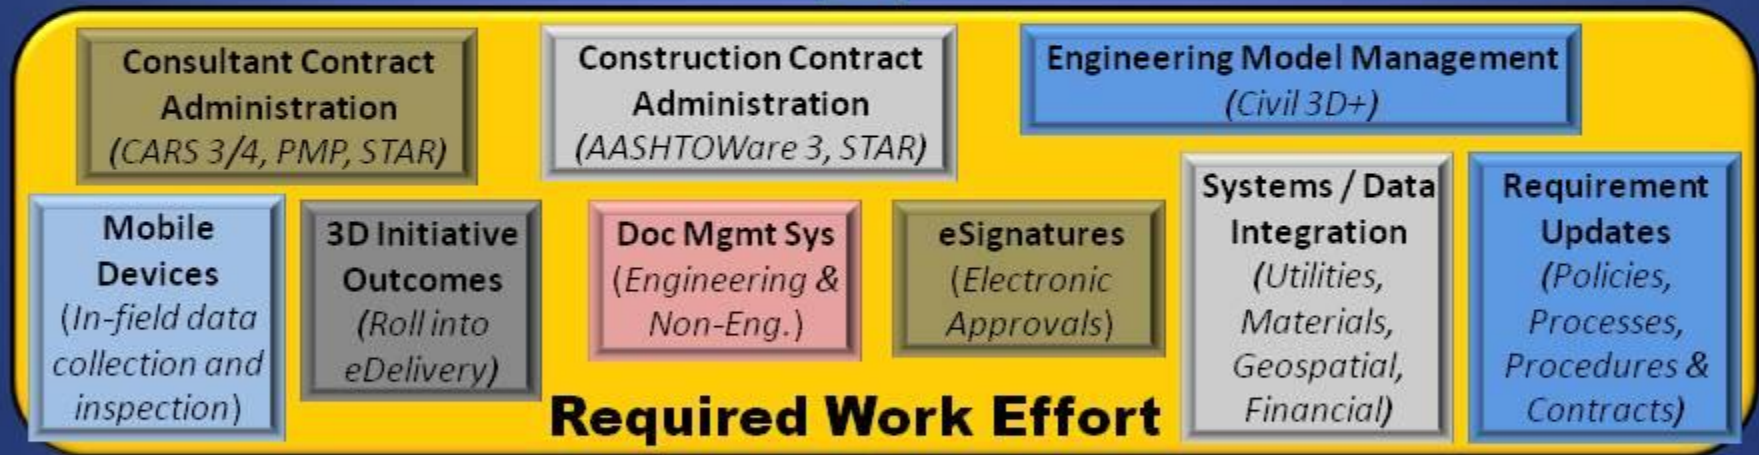 Consultant Contract
Administration
(CARS 3/4, PMP, STAR)
Construction Contract
Administration
(AASHTOWare 3, STAR)
Engineering Model Management
(Civil 3D+)
Mobile
Devices
(In-field data
collection and
inspection)
3D Initiative
Outcomes
(Roll into
eDelivery)
Doc Mgmt Sys
(Engineering &
Non-Eng.)
eSignatures
(Electronic
Approvals)
Systems / Data
Integration
(Utilities,
Materials,
Geospatial,
Financial)
Requirement
Updates
(Policies,
Processes,
Procedures &
Contracts)
Required Work Effort